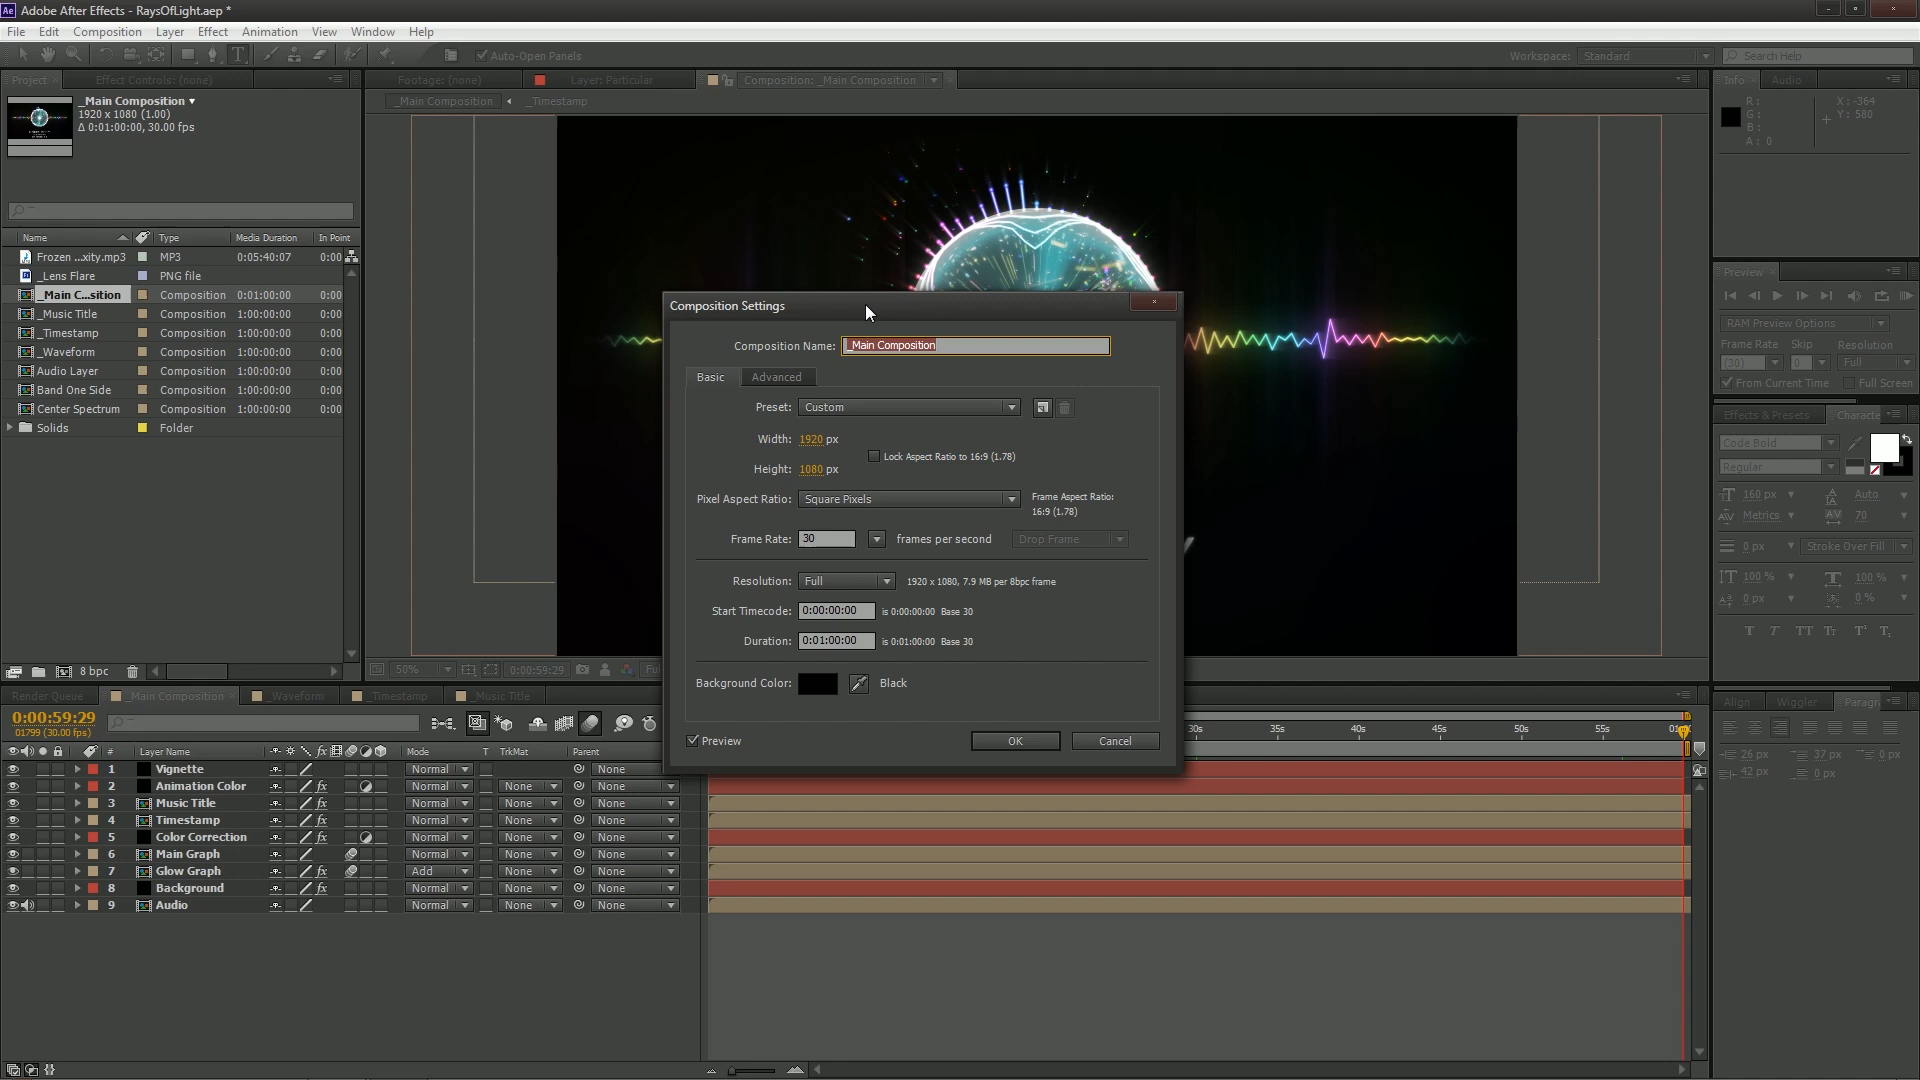 Ae Adobe After Effects - RaysOfLight.aep *
File Edit Composition Layer Effect Animation View Window Help
Auto-Open Panels
Workspace: Standard
Search Help
Project
Effect Controls: (none)
Footage: (none)
Layer: Particular
Composition: _Main Composition
Info
Audio
_Main Composition
_Timestamp
_Main Composition
1920 x 1080 (1.00)
Δ 0:01:00:00, 30.00 fps
R:
G:
B:
A: 0
X: -364
Y: 580
Name Type Media Duration In Point
Frozen ...xity.mp3 MP3 0:05:40:07 0:00
_Lens Flare PNG file
_Main C...sition Composition 0:01:00:00 0:00
_Music Title Composition 1:00:00:00 0:00
_Timestamp Composition 1:00:00:00 0:00
_Waveform Composition 1:00:00:00 0:00
Audio Layer Composition 1:00:00:00 0:00
Band One Side Composition 1:00:00:00 0:00
Center Spectrum Composition 1:00:00:00 0:00
Solids Folder
8 bpc
Composition Settings
Composition Name: _Main Composition
Basic Advanced
Preset: Custom
Width: 1920 px
Lock Aspect Ratio to 16:9 (1.78)
Height: 1080 px
Pixel Aspect Ratio: Square Pixels
Frame Aspect Ratio:
16:9 (1.78)
Frame Rate: 30 frames per second Drop Frame
Resolution: Full 1920 x 1080, 7.9 MB per 8bpc frame
Start Timecode: 0:00:00:00 is 0:00:00:00 Base 30
Duration: 0:01:00:00 is 0:01:00:00 Base 30
Background Color: Black
Preview OK Cancel
Preview
RAM Preview Options
Frame Rate Skip Resolution
(30) 0 Full
From Current Time Full Screen
Effects & Presets Characte
Code Bold
Regular
160 px Auto
Metrics 70
0 px Stroke Over Fill
100 % 100 %
0 px 0 %
T T TT Tt T¹ T₁
50% 0:00:59:29
Render Queue _Main Composition _Waveform _Timestamp _Music Title
0:00:59:29
01799 (30.00 fps)
# Layer Name Mode T TrkMat Parent
30s 35s 40s 45s 50s 55s
1 Vignette Normal None
2 Animation Color Normal None None
3 Music Title Normal None None
4 Timestamp Normal None None
5 Color Correction Normal None None
6 Main Graph Normal None None
7 Glow Graph Add None None
8 Background Normal None None
9 Audio Normal None None
Align Wiggler Paragr
26 px 37 px 0 px
42 px 0 px